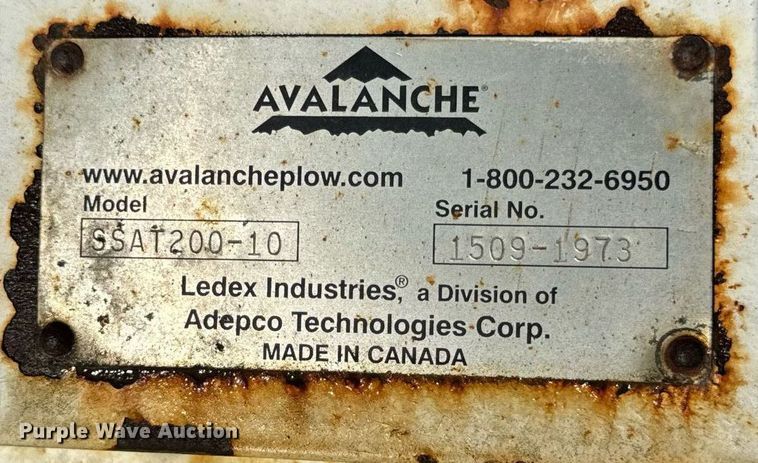 AVALANCHE®
www.avalancheplow.com 1-800-232-6950
Model Serial No.
SSAT200-10 1509-1973
Ledex Industries,® a Division of
Adepco Technologies Corp.
MADE IN CANADA
Purple Wave Auction